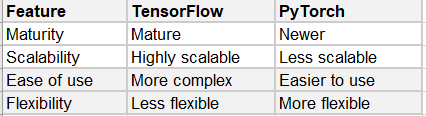 Feature TensorFlow PyTorch
Maturity Mature Newer
Scalability Highly scalable Less scalable
Ease of use More complex Easier to use
Flexibility Less flexible More flexible